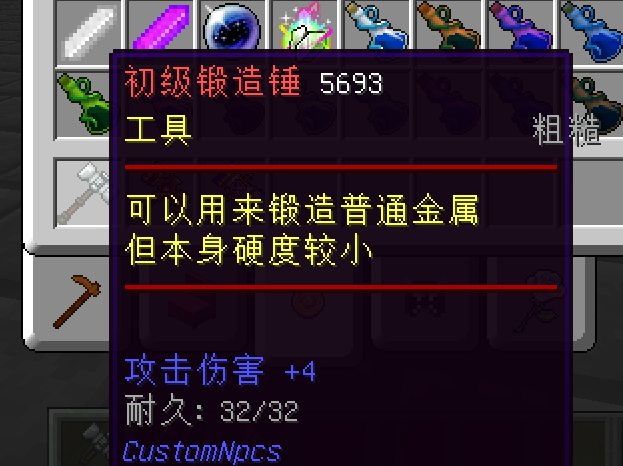 初级锻造锤 5693
工具 粗糙
可以用来锻造普通金属
但本身硬度较小
攻击伤害 +4
耐久: 32/32
CustomNpcs